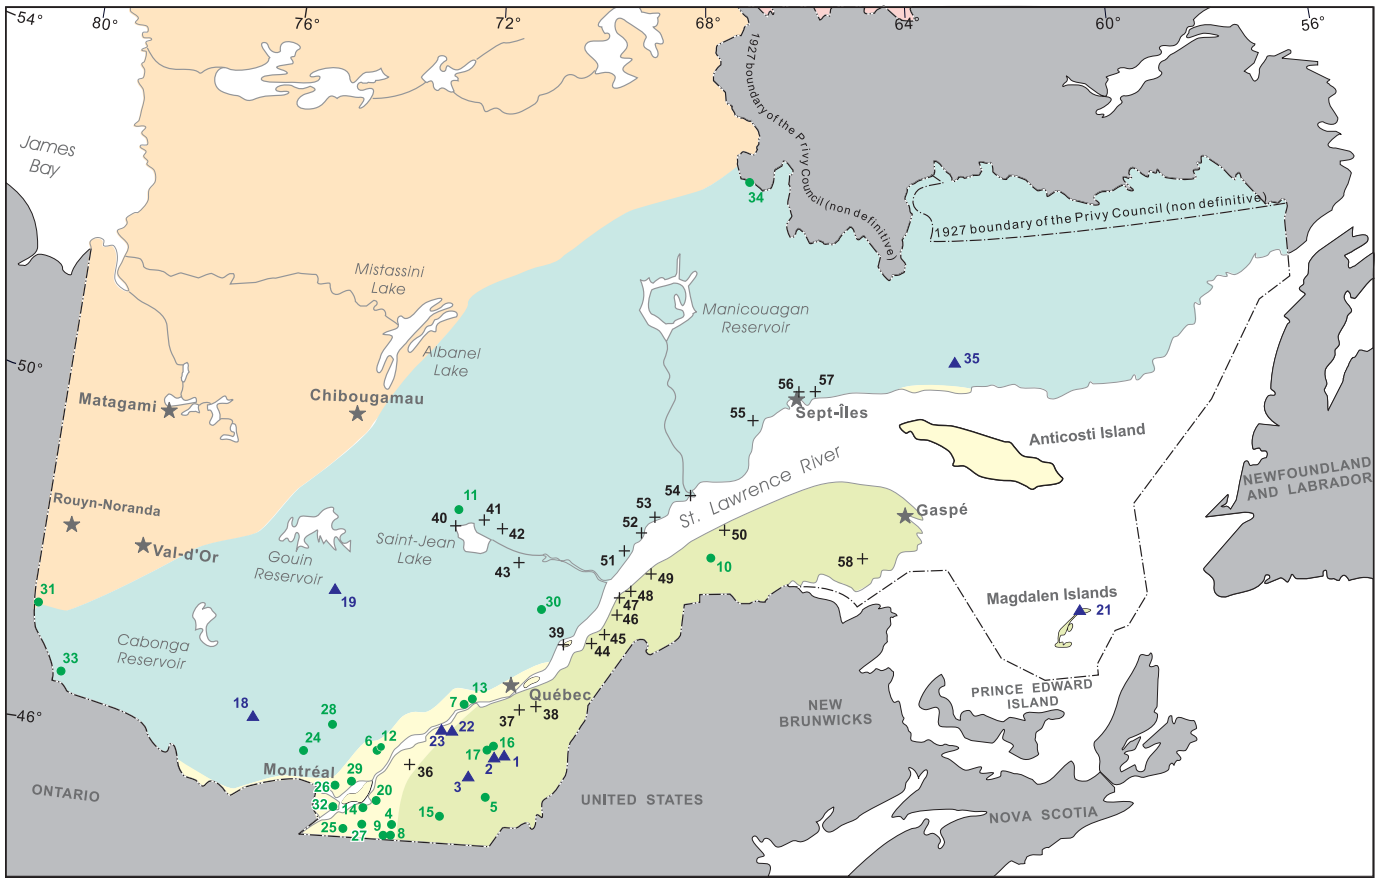 54°
80°
76°
72°
68°
64°
60°
56°
1927 boundary of the Privy Council (non definitive)
James
Bay
34
1927 boundary of the Privy Council (non definitive)
Mistassini
Lake
Manicouagan
Reservoir
Albanel
Lake
50°
35
56
57
Matagami
Chibougamau
Sept-Îles
55
Anticosti Island
St. Lawrence River
NEWFOUNDLAND
AND LABRADOR
Rouyn-Noranda
11
54
53
40
41
42
52
Gaspé
Val-d'Or
Gouin
Reservoir
Saint-Jean
Lake
43
51
50
10
58
49
31
19
30
48
47
46
Magdalen Islands
21
Cabonga
Reservoir
39
45
44
33
PRINCE EDWARD
ISLAND
13
Québec
7
46°
18
28
37
38
NEW
BRUNWICKS
22
23
24
6
12
16
17
1
2
Montréal
36
29
3
26
ONTARIO
20
5
UNITED STATES
32
14
15
4
NOVA SCOTIA
25
27
9
8